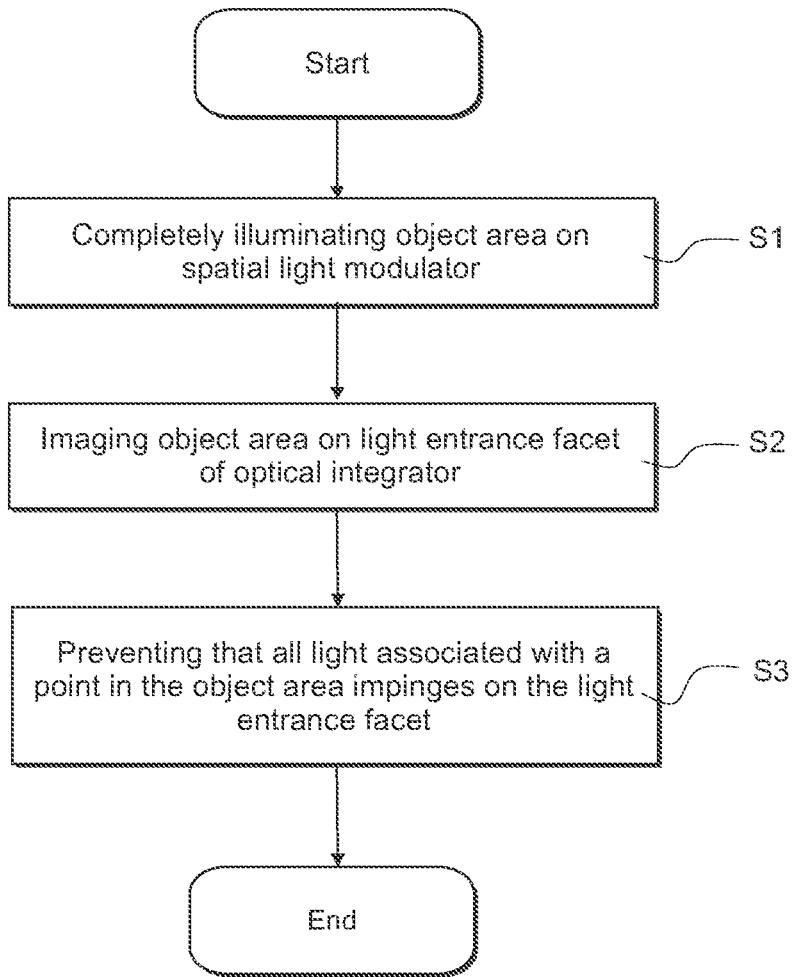 Start
Completely illuminating object area on
spatial light modulator
S1
Imaging object area on light entrance facet
of optical integrator
S2
Preventing that all light associated with a
point in the object area impinges on the light
entrance facet
S3
End